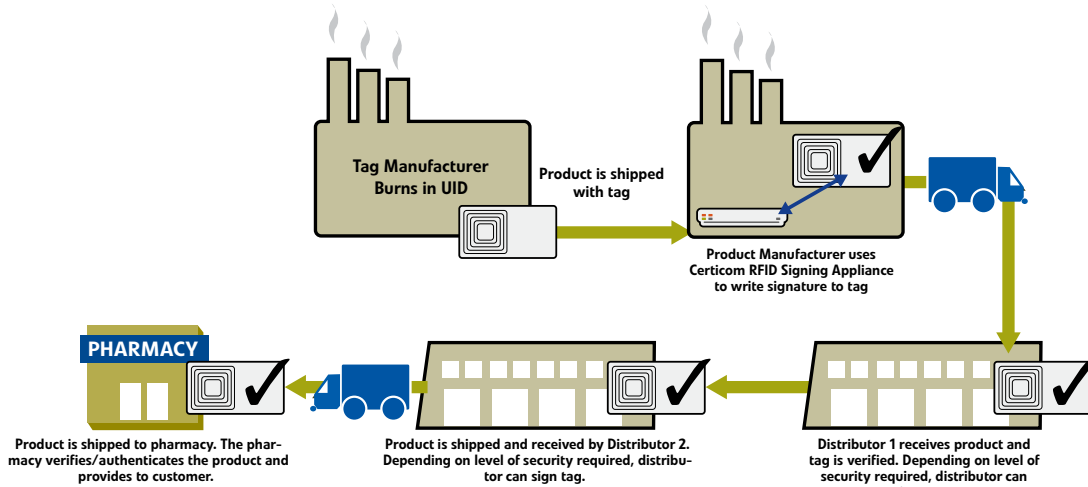 Tag Manufacturer
Burns in UID
Product is shipped
with tag
Product Manufacturer uses
Certicom RFID Signing Appliance
to write signature to tag
PHARMACY
Product is shipped to pharmacy. The phar-
macy verifies/authenticates the product and
provides to customer.
Product is shipped and received by Distributor 2.
Depending on level of security required, distribu-
tor can sign tag.
Distributor 1 receives product and
tag is verified. Depending on level of
security required, distributor can